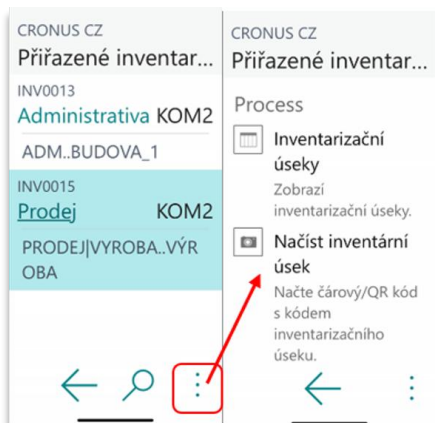 CRONUS CZ
Přiřazené inventar...
INV0013
Administrativa KOM2
ADM..BUDOVA_1
INV0015
Prodej KOM2
PRODEJ|VYROBA..VÝR
OBA
CRONUS CZ
Přiřazené inventar...
Process
Inventarizační
úseky
Zobrazí
inventarizační úseky.
Načíst inventární
úsek
Načte čárový/QR kód
s kódem
inventarizačního
úseku.